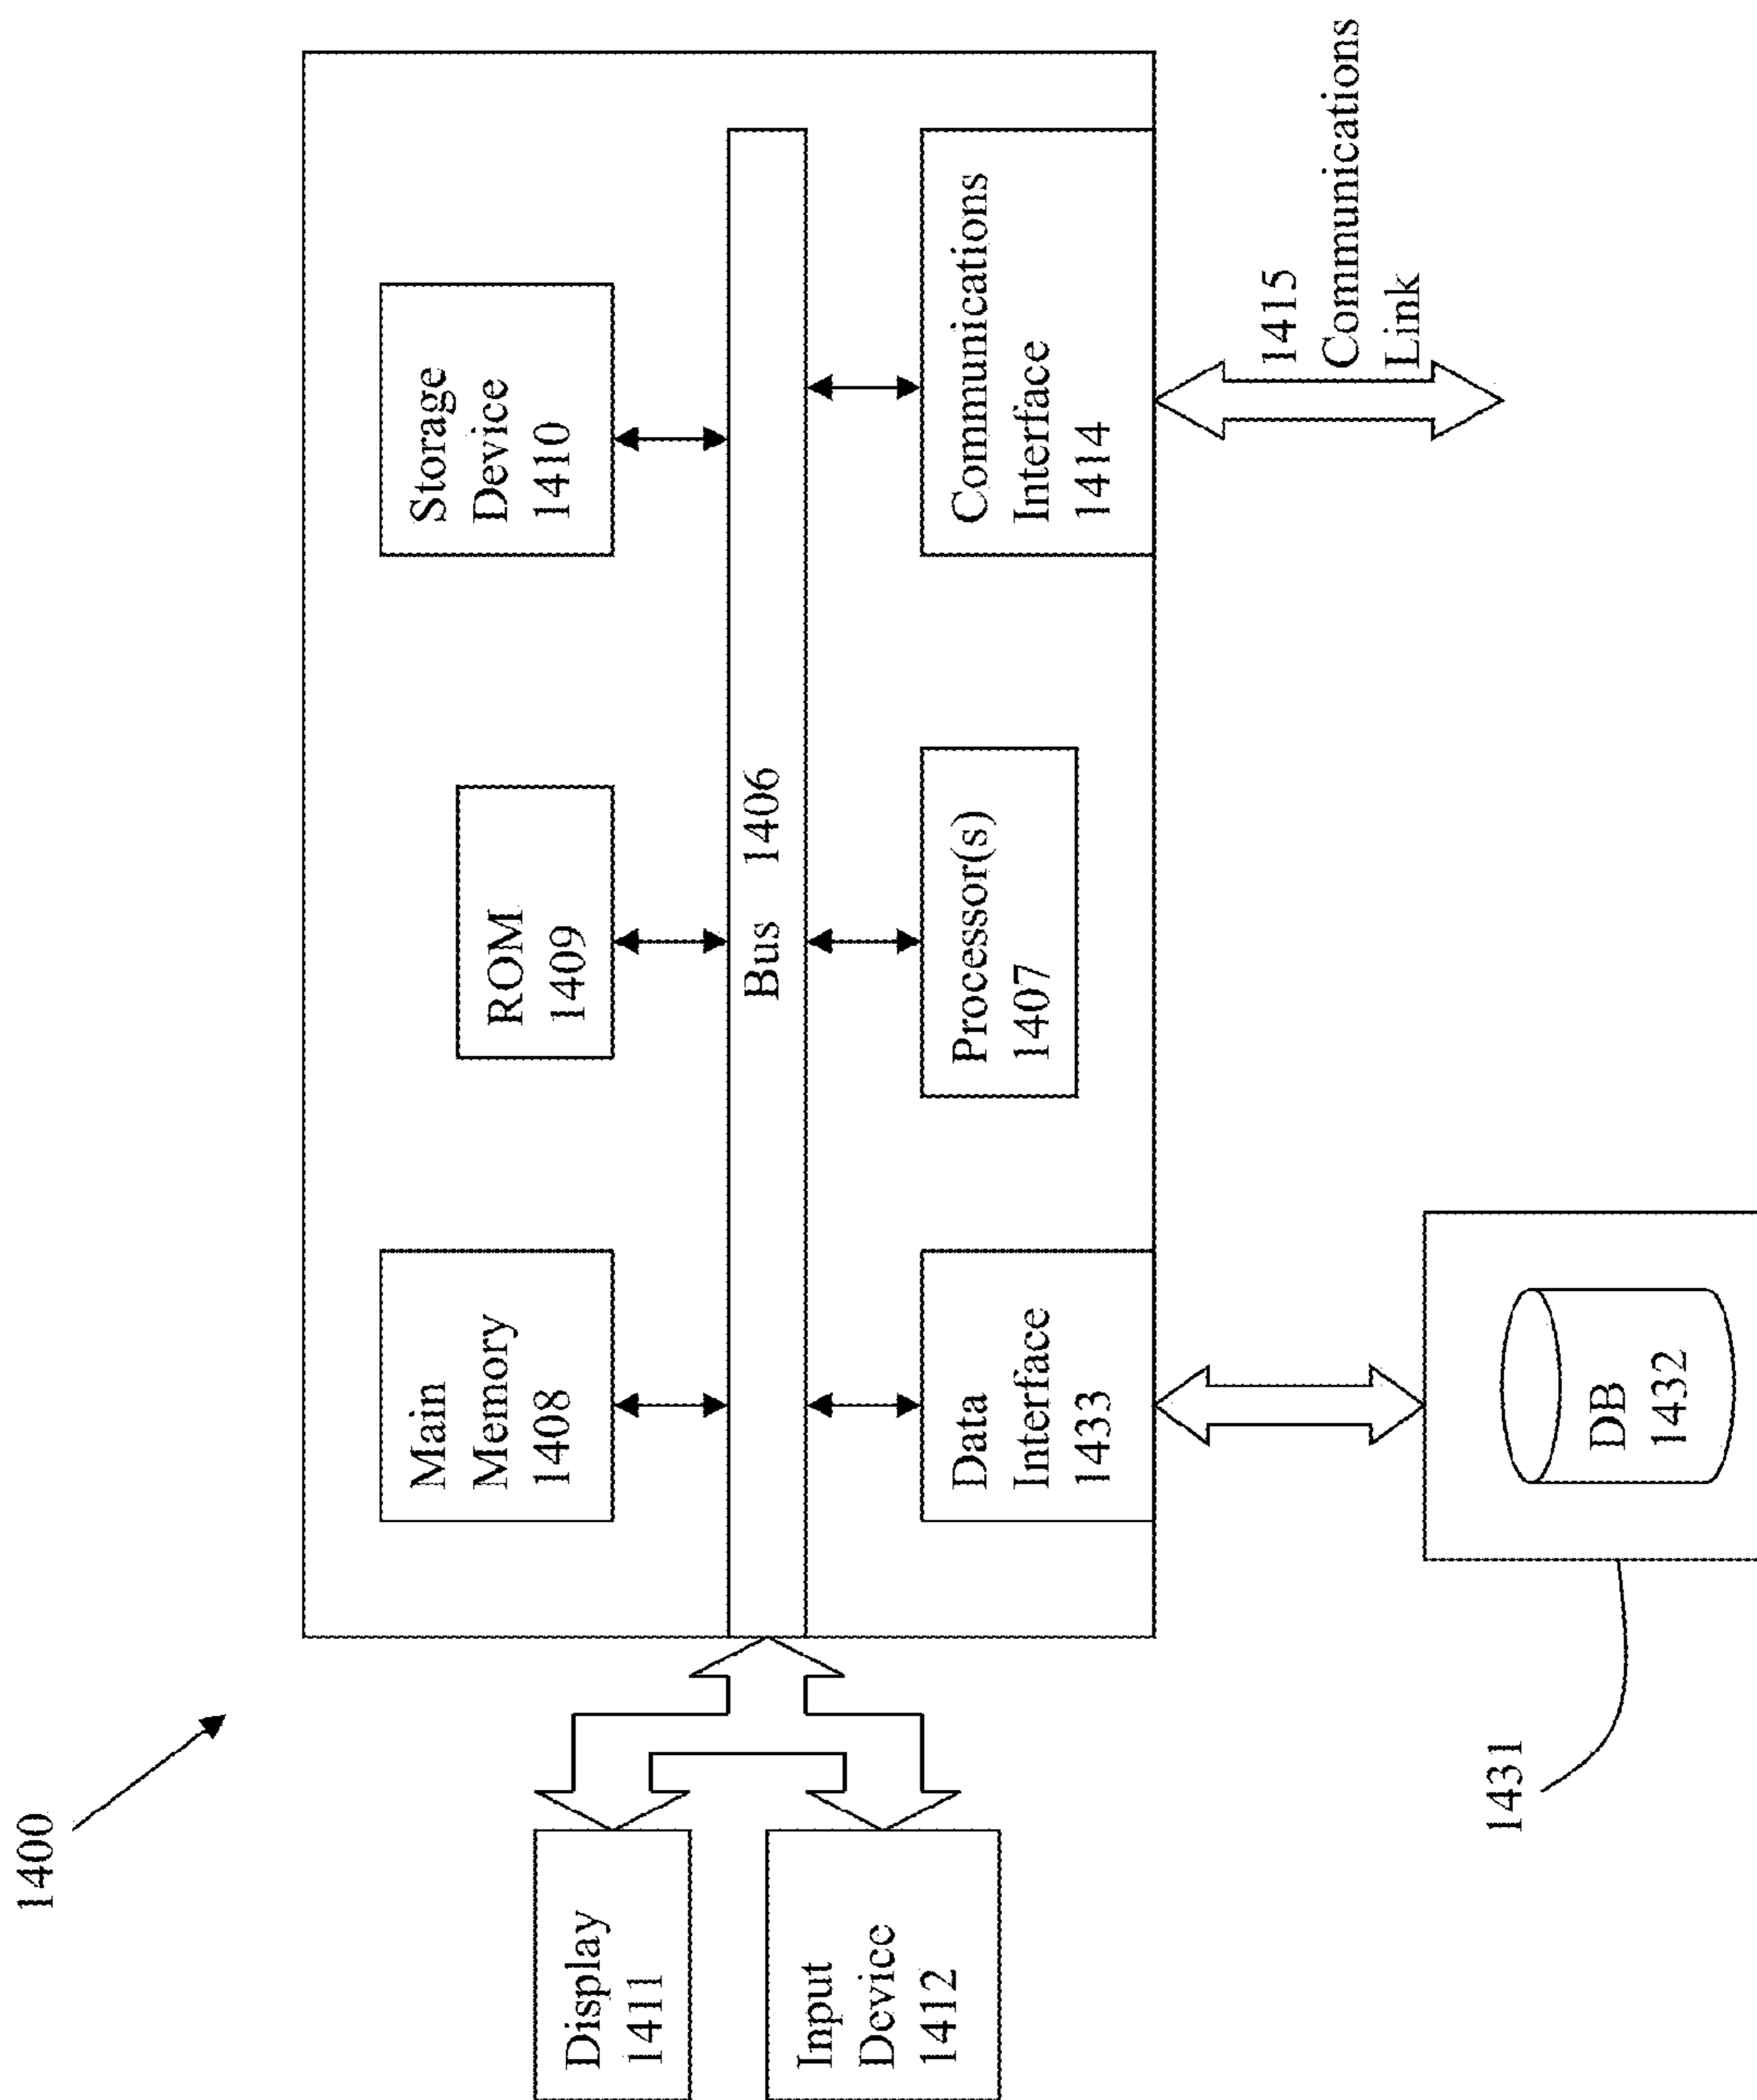 1400
Main
Memory
1408
ROM
1409
Storage
Device
1410
Bus 1406
Display
1411
Input
Device
1412
Data
Interface
1433
Processor(s)
1407
Communications
Interface
1414
1415
Communications
Link
1431
DB
1432